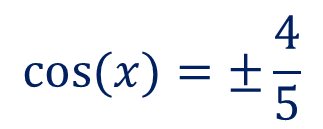 cos(x) = ± 4/5